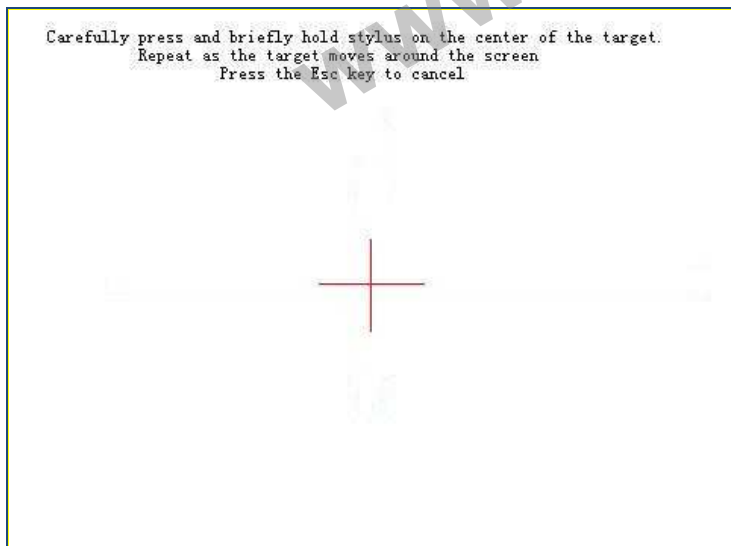 www
Carefully press and briefly hold stylus on the center of the target.
Repeat as the target moves around the screen
Press the Esc key to cancel